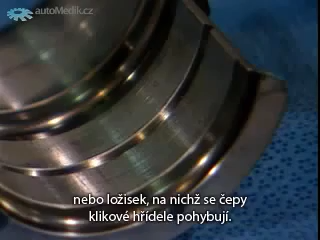 autoMedik.cz
nebo ložisek, na nichž se čepy
klikové hřídele pohybují.